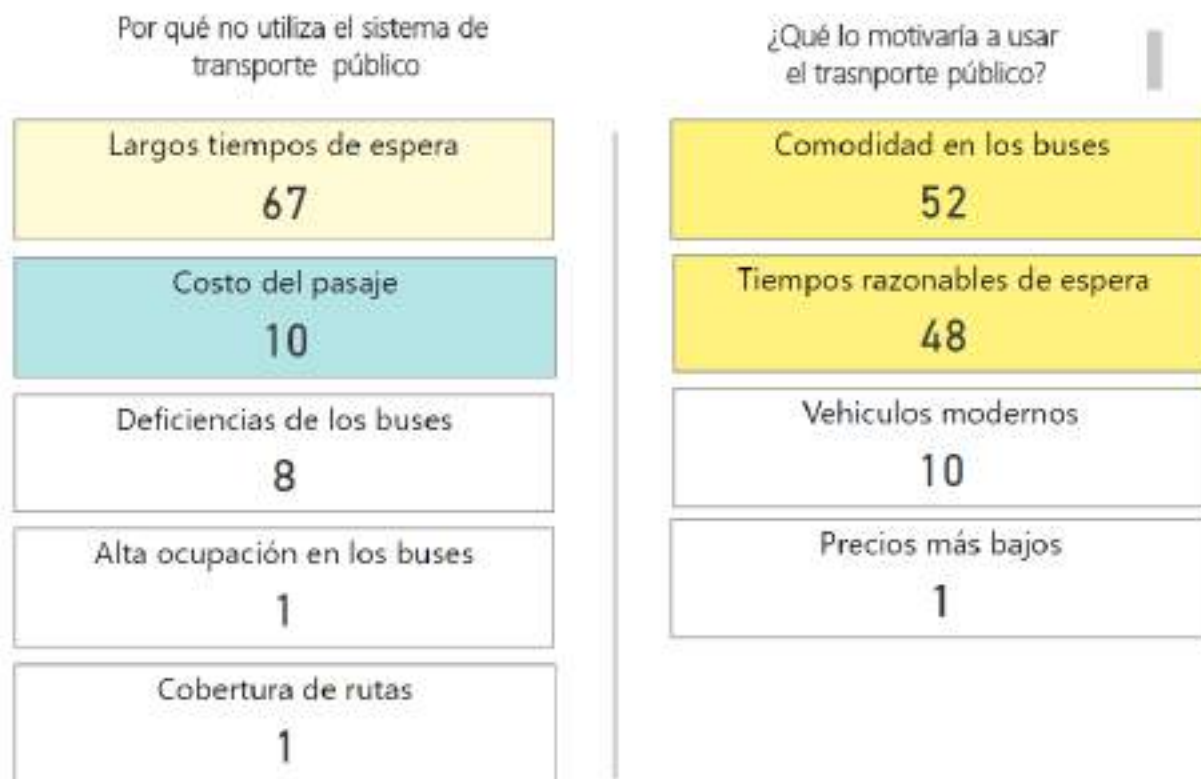 Por qué no utiliza el sistema de
transporte público
Largos tiempos de espera
67
Costo del pasaje
10
Deficiencias de los buses
8
Alta ocupación en los buses
1
Cobertura de rutas
1
¿Qué lo motivaría a usar
el trasnporte público?
Comodidad en los buses
52
Tiempos razonables de espera
48
Vehiculos modernos
10
Precios más bajos
1